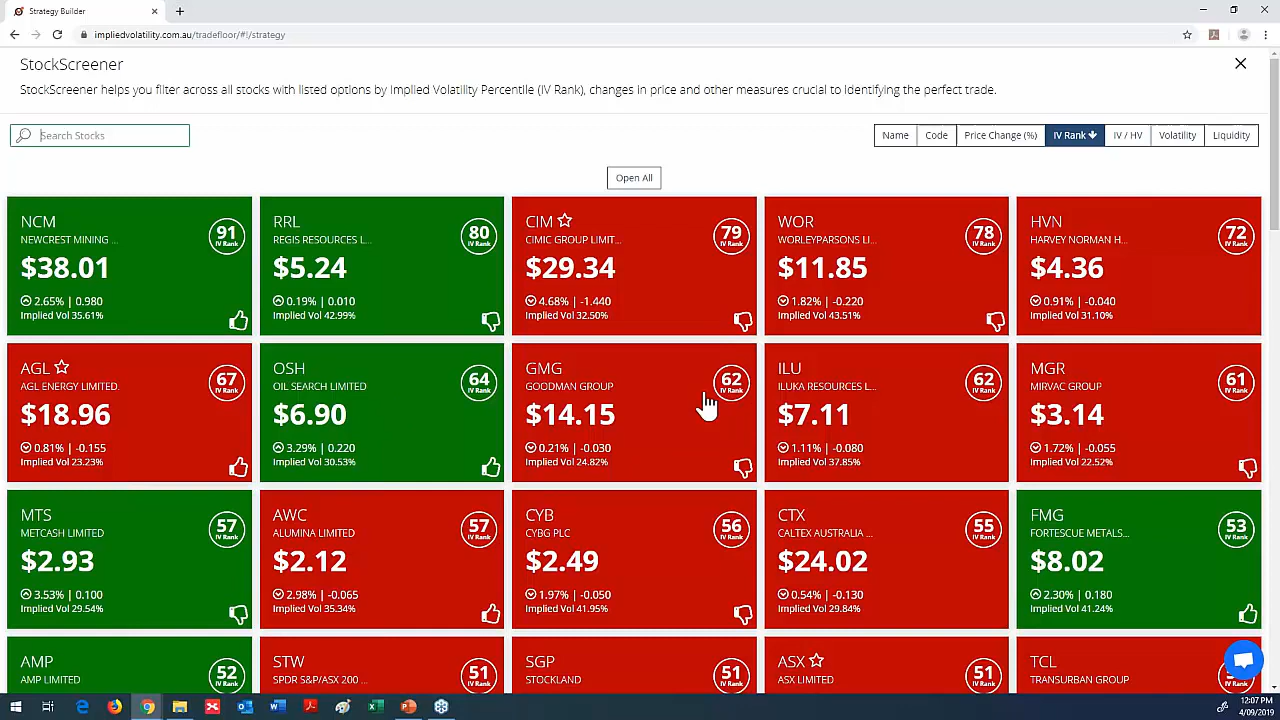 Strategy Builder
impliedvolatility.com.au/tradefloor/#!/strategy
StockScreener
StockScreener helps you filter across all stocks with listed options by Implied Volatility Percentile (IV Rank), changes in price and other measures crucial to identifying the perfect trade.
Search Stocks
Name Code Price Change (%) IV Rank IV / HV Volatility Liquidity
Open All
NCM
NEWCREST MINING ...
91
IV Rank
$38.01
2.65% | 0.980
Implied Vol 35.61%
RRL
REGIS RESOURCES L...
80
IV Rank
$5.24
0.19% | 0.010
Implied Vol 42.99%
CIM
CIMIC GROUP LIMIT...
79
IV Rank
$29.34
4.68% | -1.440
Implied Vol 32.50%
WOR
WORLEYPARSONS LI...
78
IV Rank
$11.85
1.82% | -0.220
Implied Vol 43.51%
HVN
HARVEY NORMAN H...
72
IV Rank
$4.36
0.91% | -0.040
Implied Vol 31.10%
AGL
AGL ENERGY LIMITED.
67
IV Rank
$18.96
0.81% | -0.155
Implied Vol 23.23%
OSH
OIL SEARCH LIMITED
64
IV Rank
$6.90
3.29% | 0.220
Implied Vol 30.53%
GMG
GOODMAN GROUP
62
IV Rank
$14.15
0.21% | -0.030
Implied Vol 24.82%
ILU
ILUKA RESOURCES L...
62
IV Rank
$7.11
1.11% | -0.080
Implied Vol 37.85%
MGR
MIRVAC GROUP
61
IV Rank
$3.14
1.72% | -0.055
Implied Vol 22.52%
MTS
METCASH LIMITED
57
IV Rank
$2.93
3.53% | 0.100
Implied Vol 29.54%
AWC
ALUMINA LIMITED
57
IV Rank
$2.12
2.98% | -0.065
Implied Vol 35.34%
CYB
CYBG PLC
56
IV Rank
$2.49
1.97% | -0.050
Implied Vol 41.95%
CTX
CALTEX AUSTRALIA ...
55
IV Rank
$24.02
0.54% | -0.130
Implied Vol 29.84%
FMG
FORTESCUE METALS...
53
IV Rank
$8.02
2.30% | 0.180
Implied Vol 41.24%
AMP
AMP LIMITED
52
IV Rank
STW
SPDR S&P/ASX 200 ...
51
IV Rank
SGP
STOCKLAND
51
IV Rank
ASX
ASX LIMITED
51
IV Rank
TCL
TRANSURBAN GROUP
12:07 PM
4/09/2019